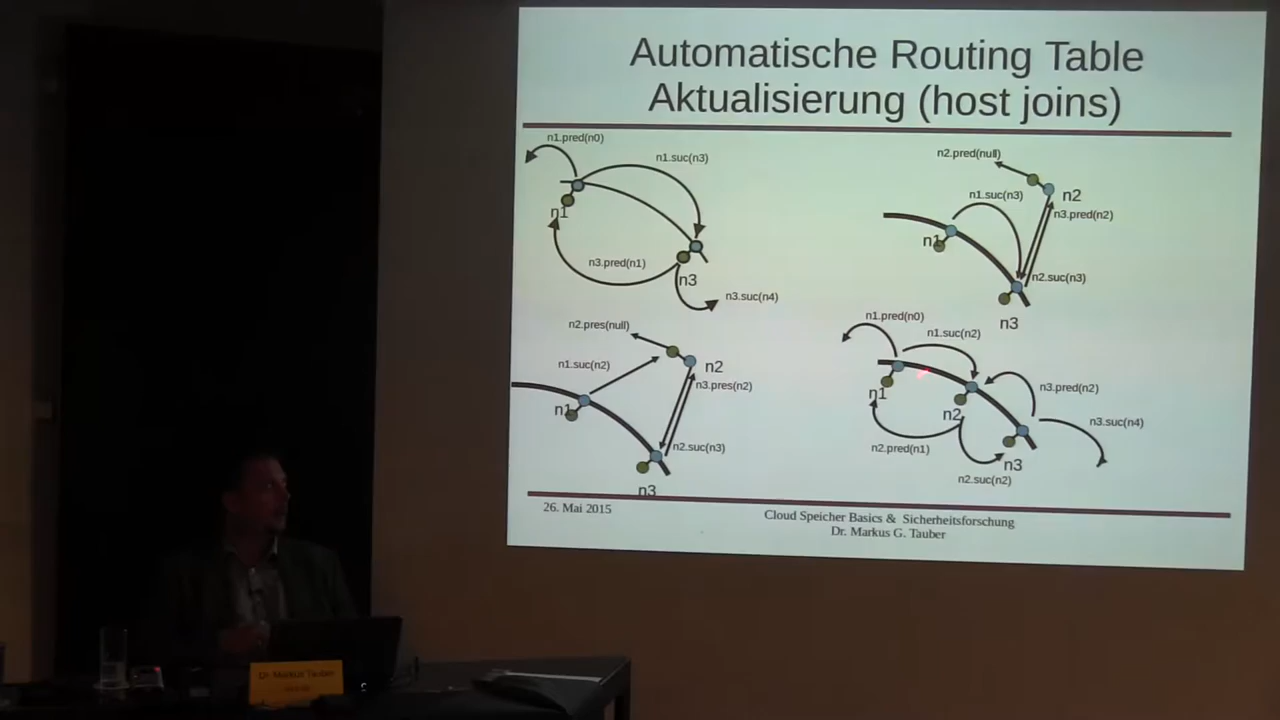 Automatische Routing Table
Aktualisierung (host joins)
n1.pred(n0)
n1.suc(n3)
n1
n3.pred(n1)
n3
n3.suc(n4)
n2.pred(null)
n1.suc(n3)
n2
n3.pred(n2)
n1
n2.suc(n3)
n3
n2.pres(null)
n1.suc(n2)
n2
n3.pres(n2)
n1
n2.suc(n3)
n3
n1.pred(n0)
n1.suc(n2)
n3.pred(n2)
n1
n2
n3.suc(n4)
n2.pred(n1)
n3
n2.suc(n2)
26. Mai 2015
Cloud Speicher Basics & Sicherheitsforschung
Dr. Markus G. Tauber
Dr. Markus Tauber